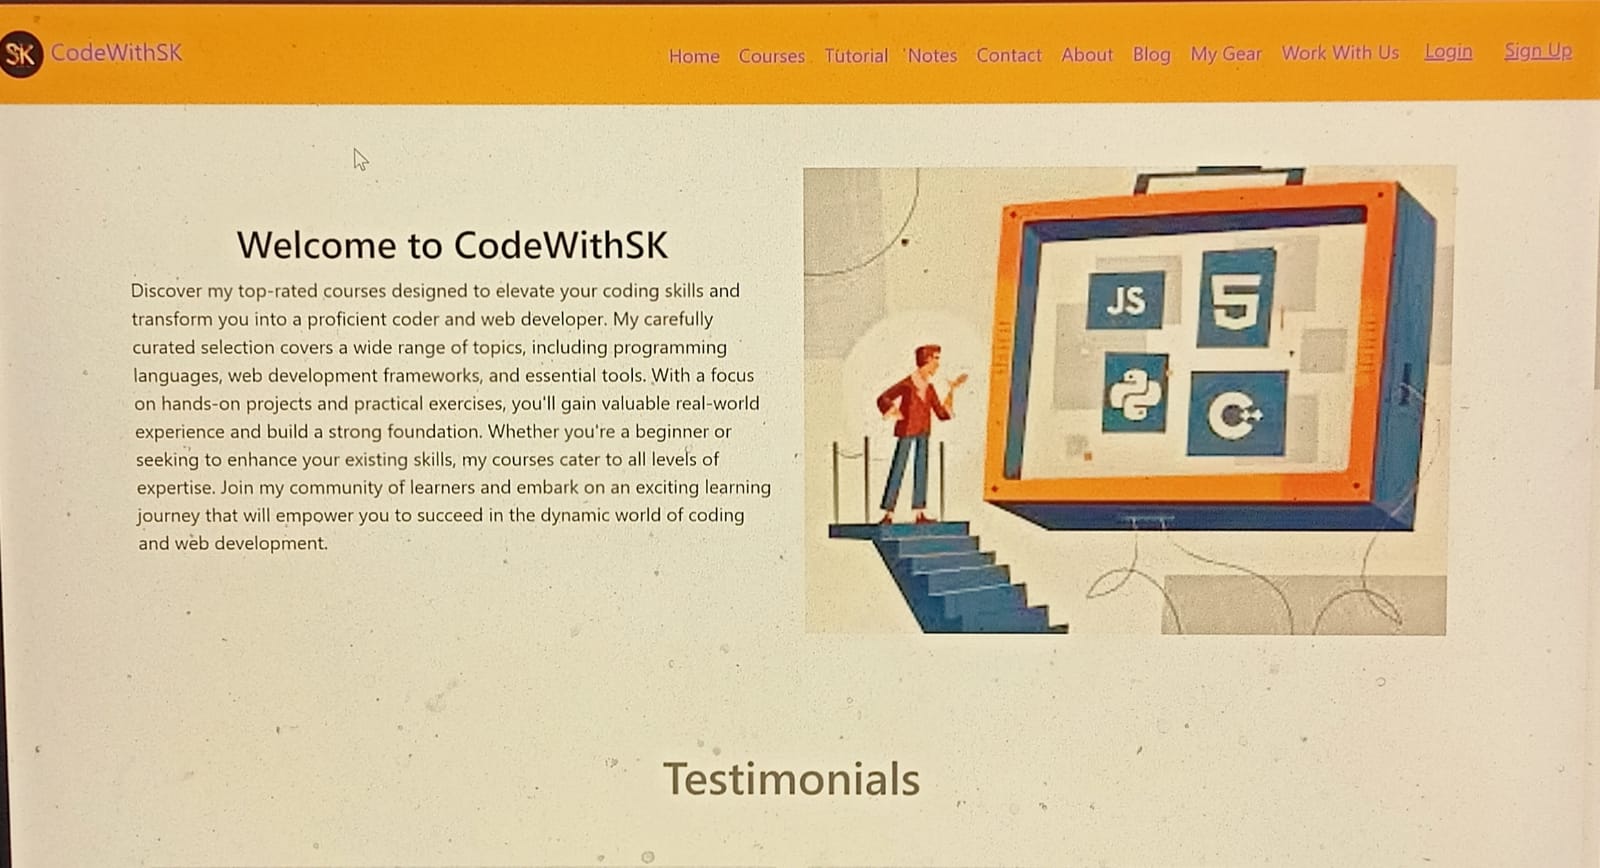 SK CodeWithSK
Home Courses Tutorial Notes Contact About Blog My Gear Work With Us Login Sign Up
Welcome to CodeWithSK
Discover my top-rated courses designed to elevate your coding skills and
transform you into a proficient coder and web developer. My carefully
curated selection covers a wide range of topics, including programming
languages, web development frameworks, and essential tools. With a focus
on hands-on projects and practical exercises, you'll gain valuable real-world
experience and build a strong foundation. Whether you're a beginner or
seeking to enhance your existing skills, my courses cater to all levels of
expertise. Join my community of learners and embark on an exciting learning
journey that will empower you to succeed in the dynamic world of coding
and web development.
JS
5
C++
Testimonials